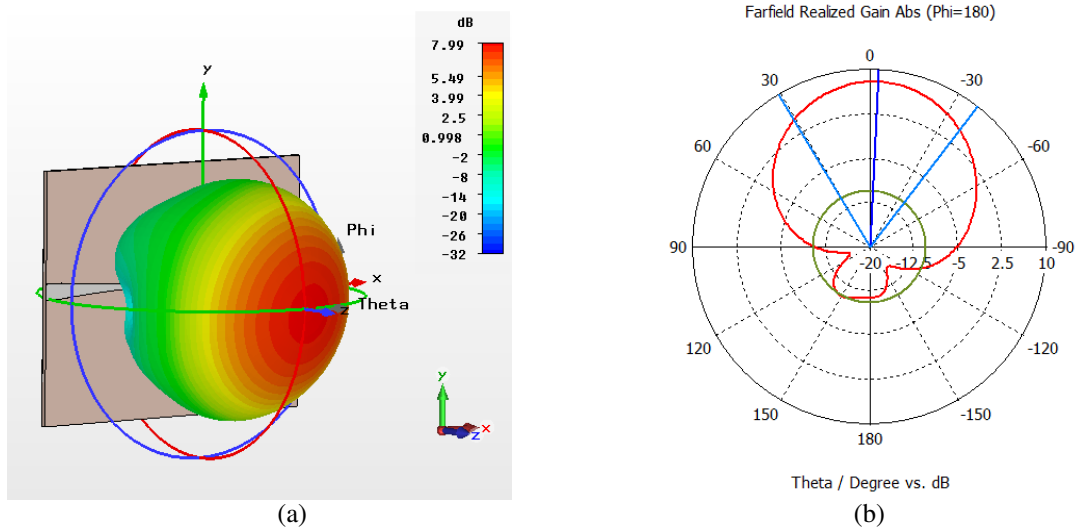 dB
7.99
5.49
3.99
2.5
0.998
-2
-8
-14
-20
-26
-32
y
Phi
x
Theta
z
y
x
z
(a)
Farfield Realized Gain Abs (Phi=180)
0
30
-30
60
-60
90
-90
-20
-12.5
-5
2.5
10
120
-120
150
-150
180
Theta / Degree vs. dB
(b)